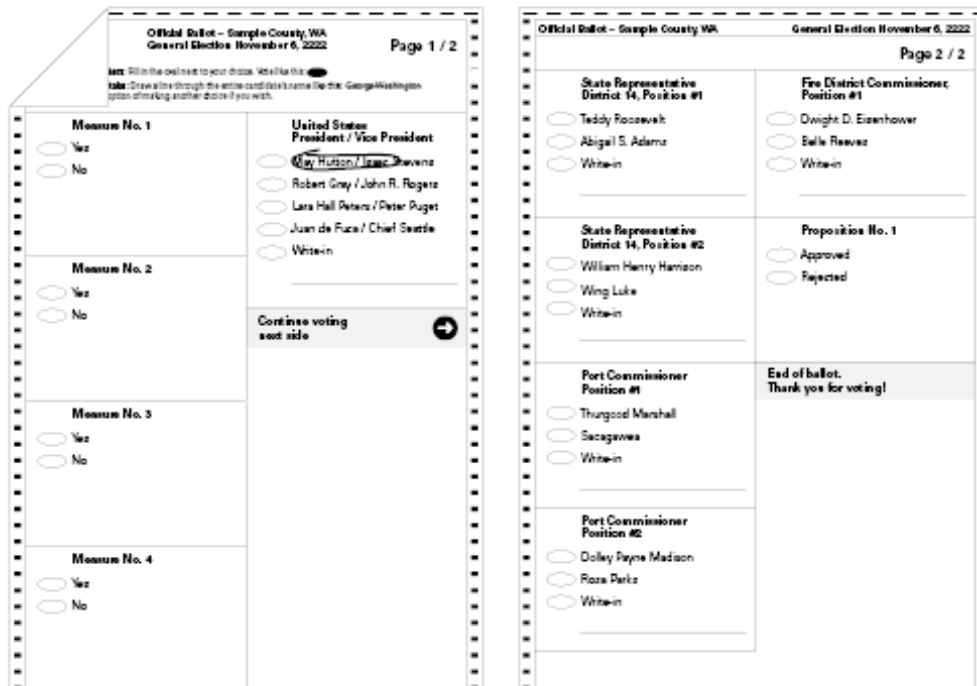 Official Ballot – Sample County, WA
General Election November 6, 2222
Page 1 / 2
Fill in the oval next to your choice. Vote like this:
Draw a line through the entire candidate's name like this: George Washington
option of making another choice if you wish.
Measure No. 1
Yes
No
Measure No. 2
Yes
No
Measure No. 3
Yes
No
Measure No. 4
Yes
No
United States
President / Vice President
May Hutton / Isaac Stevens
Robert Gray / John R. Rogers
Lara Hall Peters / Peter Puget
Juan de Fuca / Chief Seattle
Write-in
Continue voting
next side
Official Ballot – Sample County, WA
General Election November 6, 2222
Page 2 / 2
State Representative
District 14, Position #1
Teddy Roosevelt
Abigail S. Adams
Write-in
State Representative
District 14, Position #2
William Henry Harrison
Wing Luke
Write-in
Port Commissioner
Position #1
Thurgood Marshall
Sacagawea
Write-in
Port Commissioner
Position #2
Dolley Payne Madison
Rosa Parks
Write-in
Fire District Commissioner,
Position #1
Dwight D. Eisenhower
Belle Reeves
Write-in
Proposition No. 1
Approved
Rejected
End of ballot.
Thank you for voting!